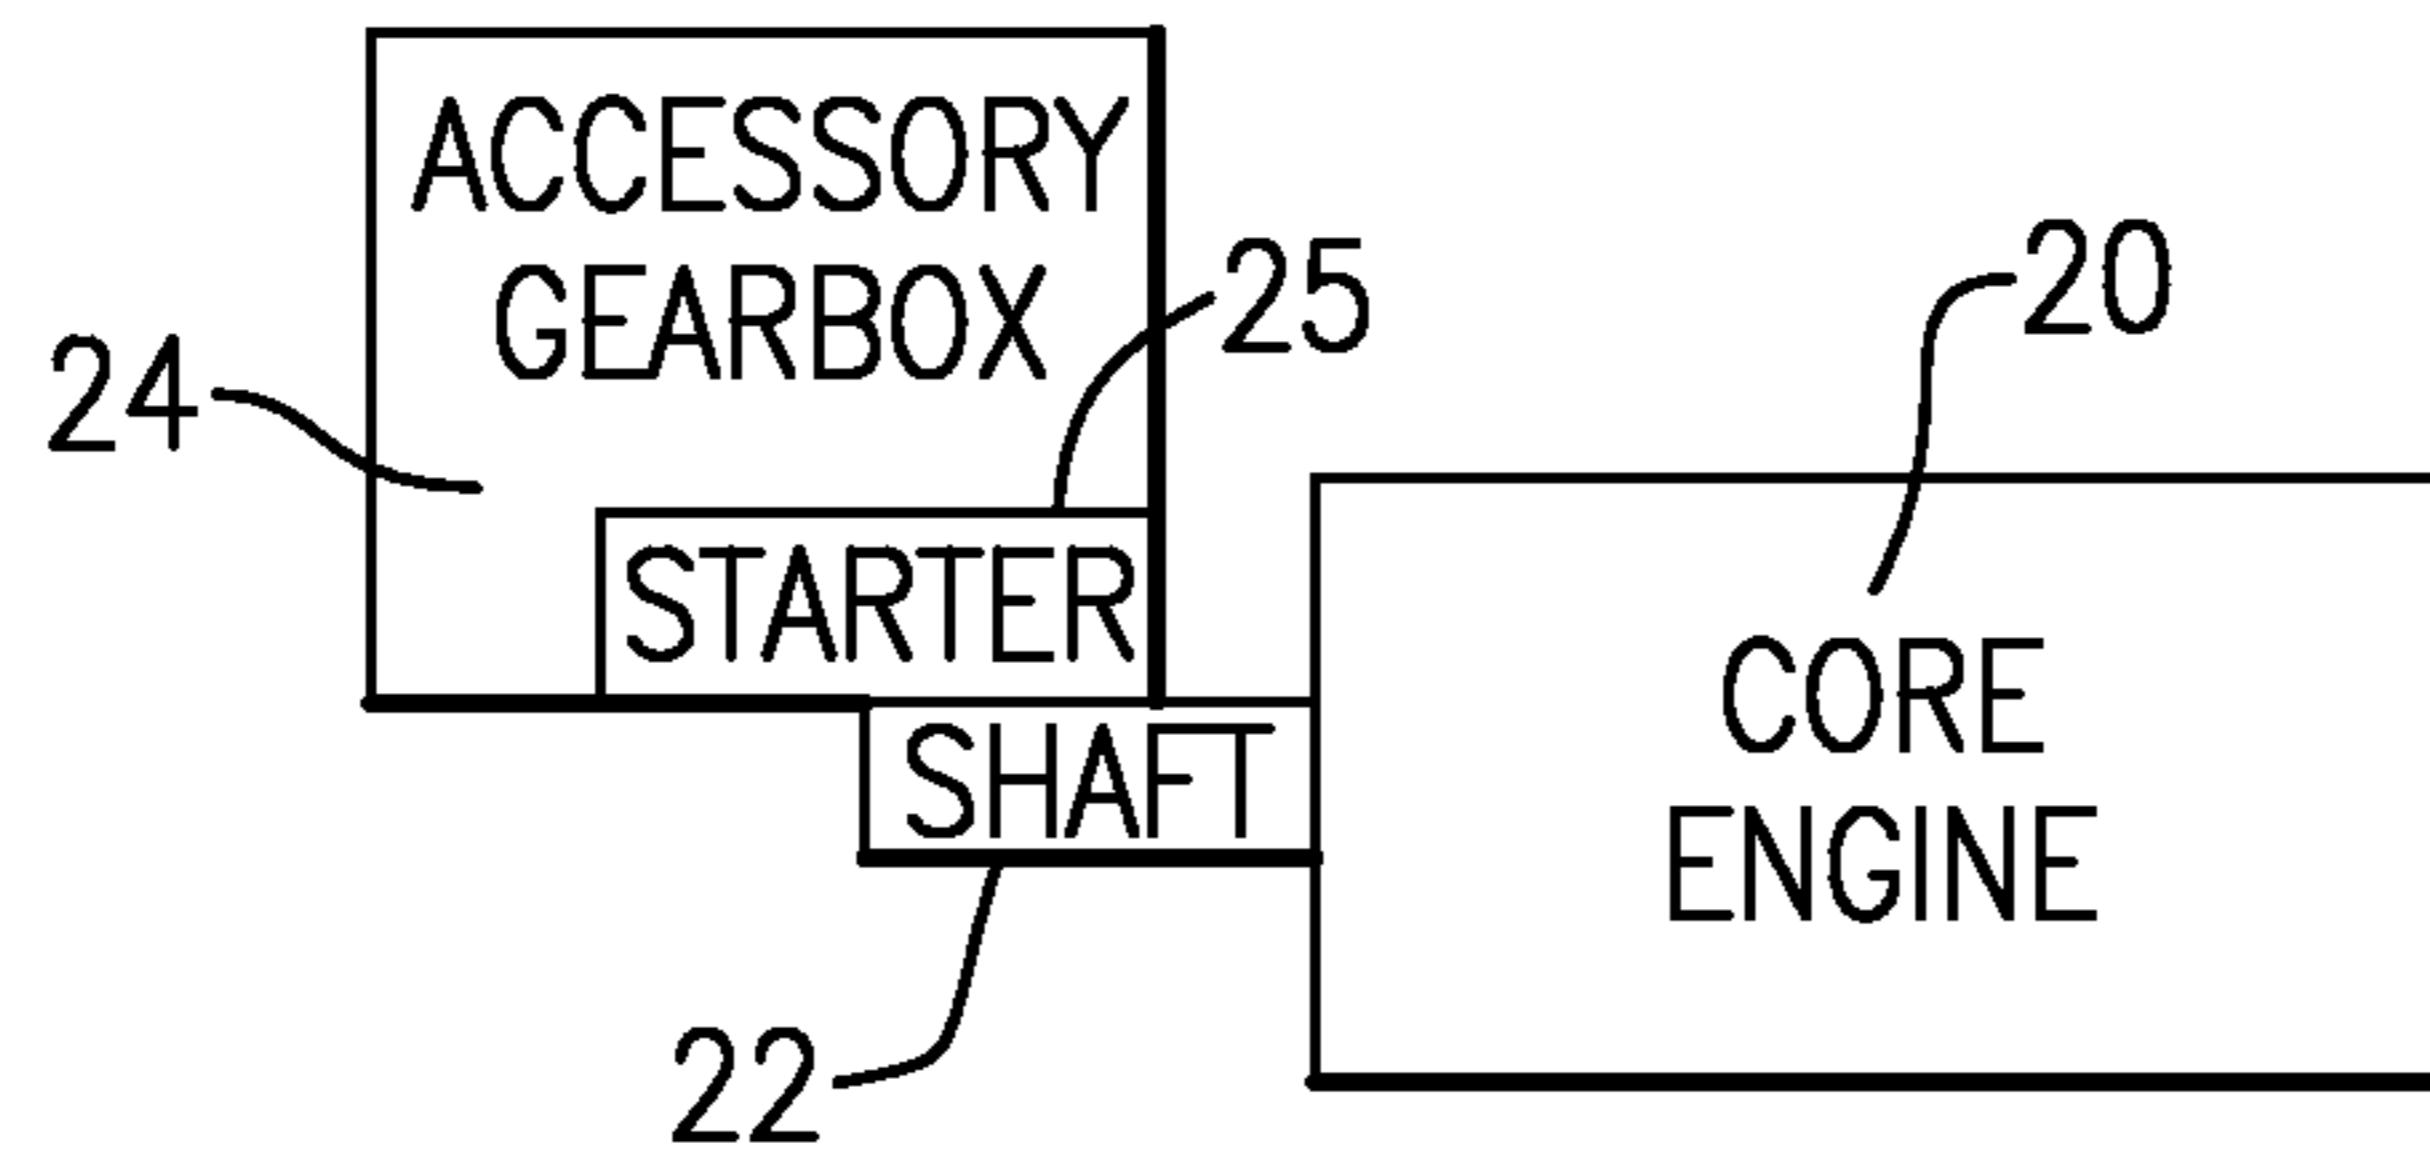 ACCESSORY
GEARBOX
24
25
20
STARTER
SHAFT
CORE
ENGINE
22